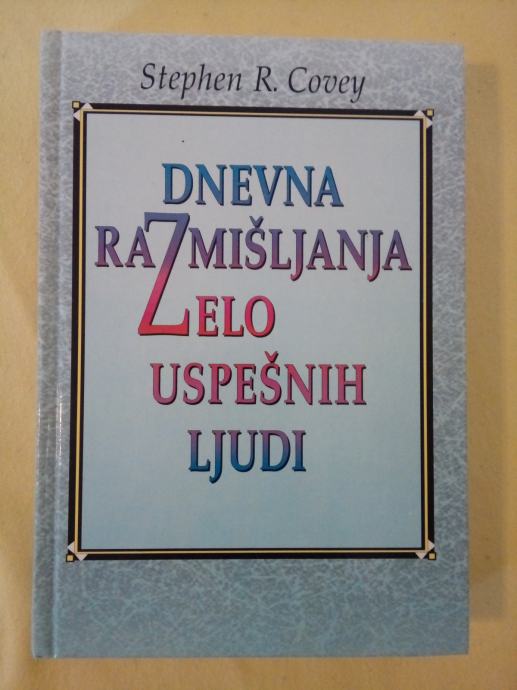 Stephen R. Covey
DNEVNA
RAZMIŠLJANJA
ZELO
USPEŠNIH
LJUDI